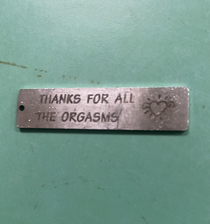 THANKS FOR ALL
THE ORGASMS